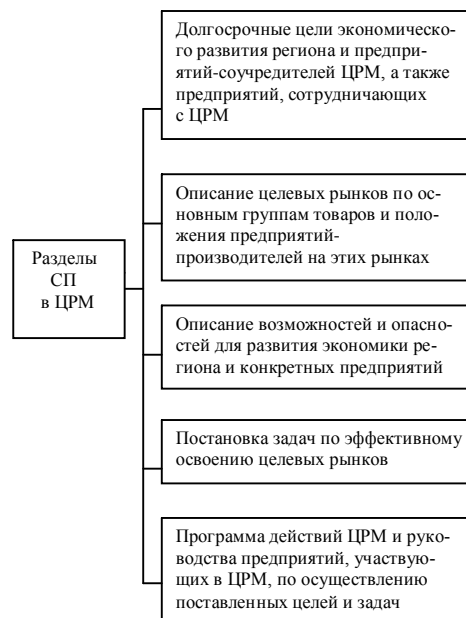 Долгосрочные цели экономическо-
го развития региона и предпри-
ятий-соучредителей ЦРМ, а также
предприятий, сотрудничающих
с ЦРМ
Описание целевых рынков по ос-
новным группам товаров и поло-
жения предприятий-
производителей на этих рынках
Разделы
СП
в ЦРМ
Описание возможностей и опас-
ностей для развития экономики ре-
гиона и конкретных предприятий
Постановка задач по эффективному
освоению целевых рынков
Программа действий ЦРМ и руко-
водства предприятий, участвую-
щих в ЦРМ, по осуществлению
поставленных целей и задач